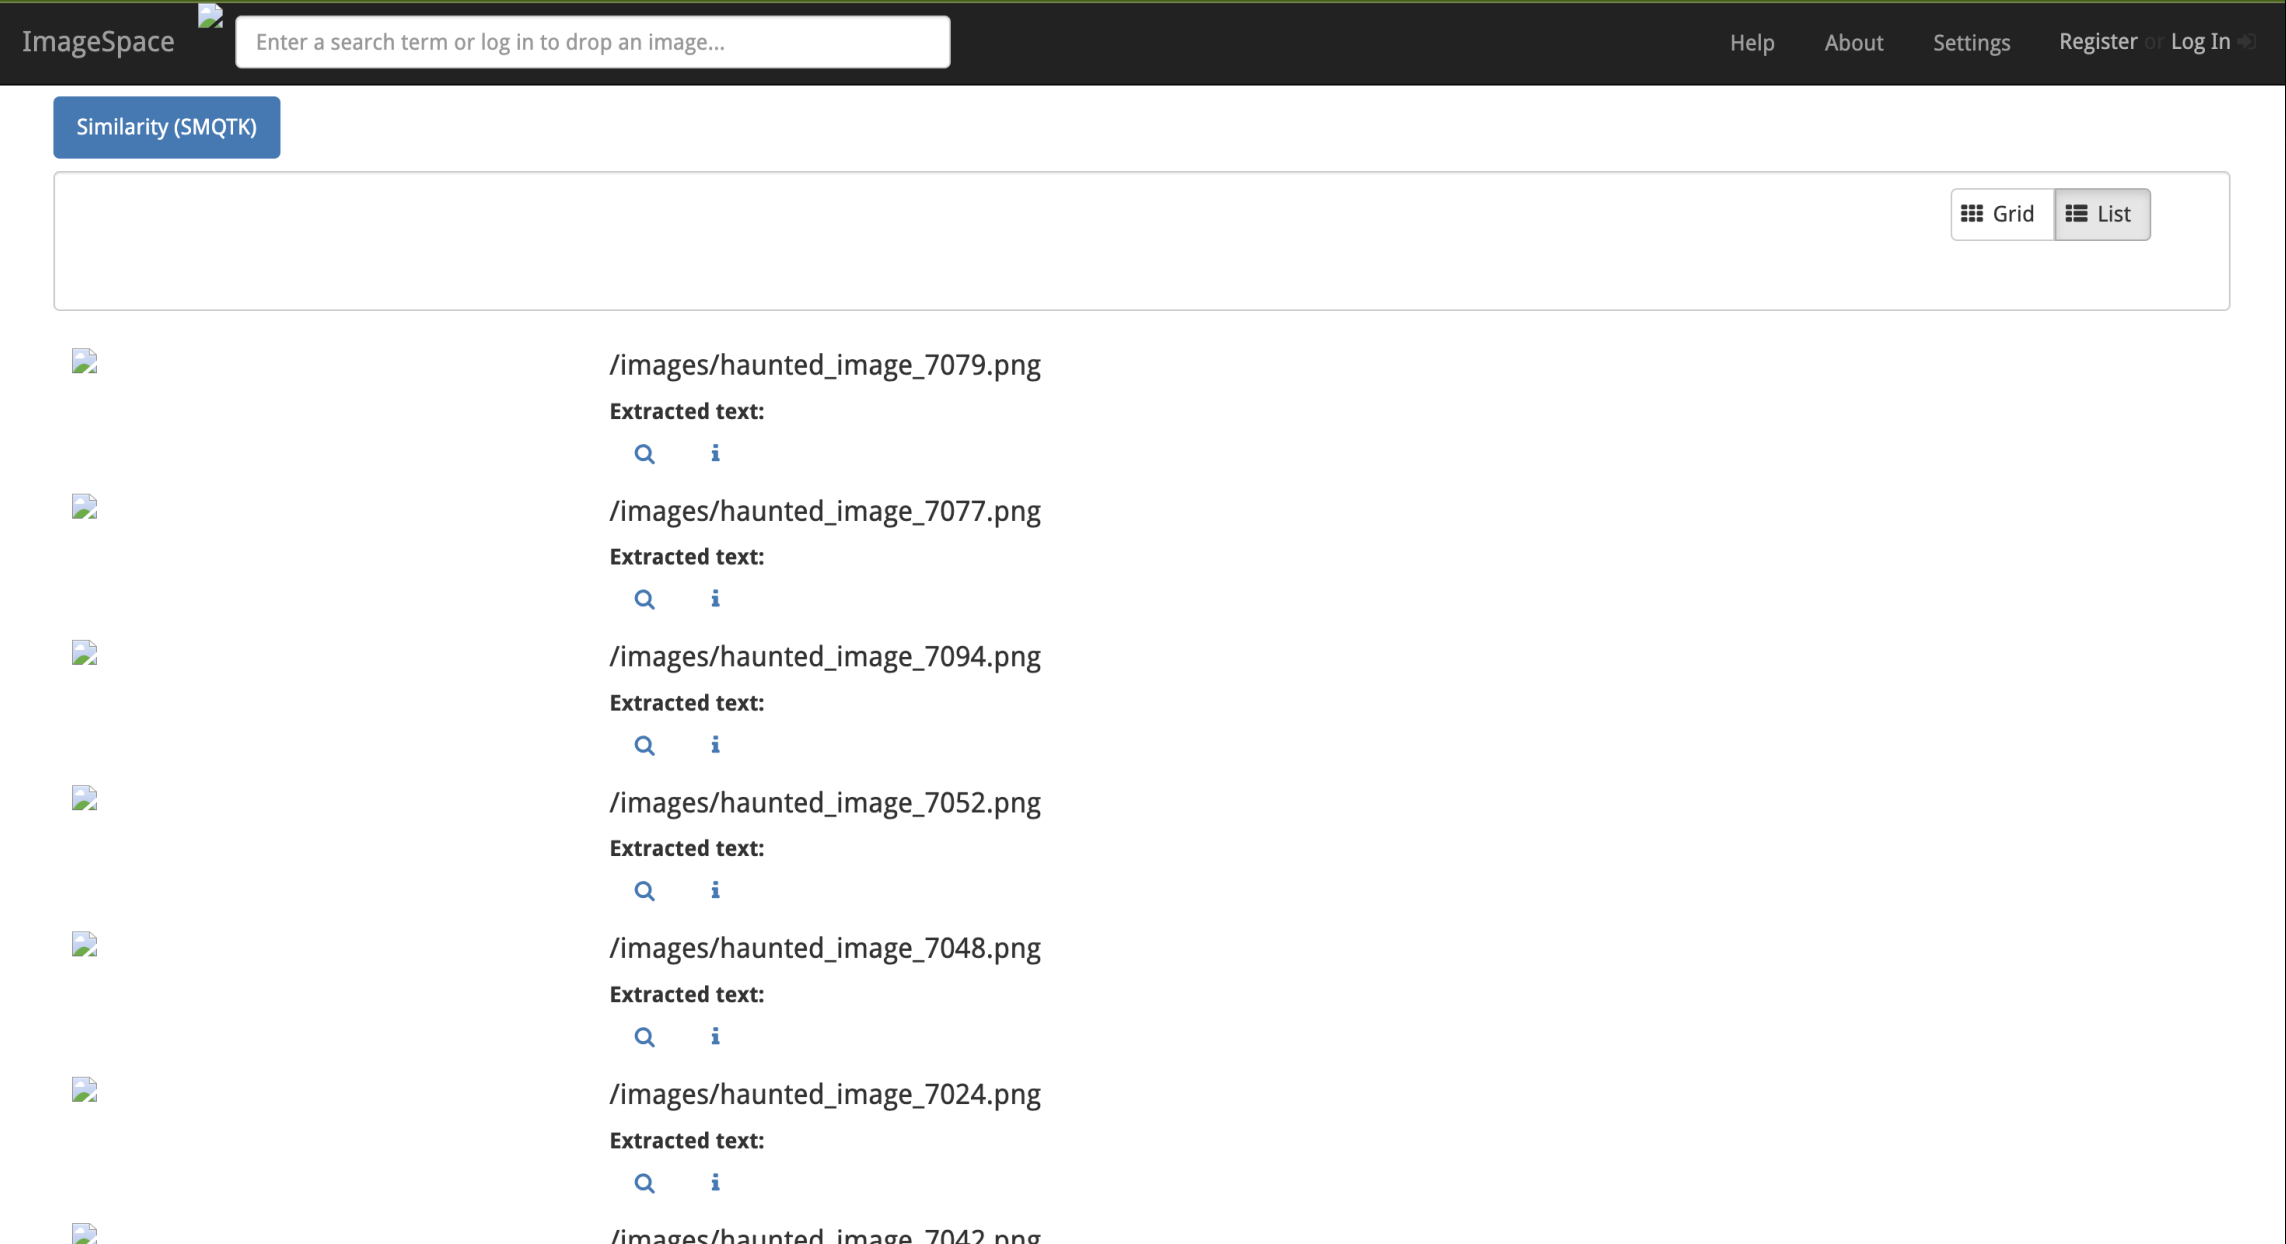 ImageSpace
Enter a search term or log in to drop an image...
Help
About
Settings
Register or Log In
Similarity (SMQTK)
Grid
List
/images/haunted_image_7079.png
Extracted text:
/images/haunted_image_7077.png
Extracted text:
/images/haunted_image_7094.png
Extracted text:
/images/haunted_image_7052.png
Extracted text:
/images/haunted_image_7048.png
Extracted text:
/images/haunted_image_7024.png
Extracted text:
/images/haunted_image_7042.png